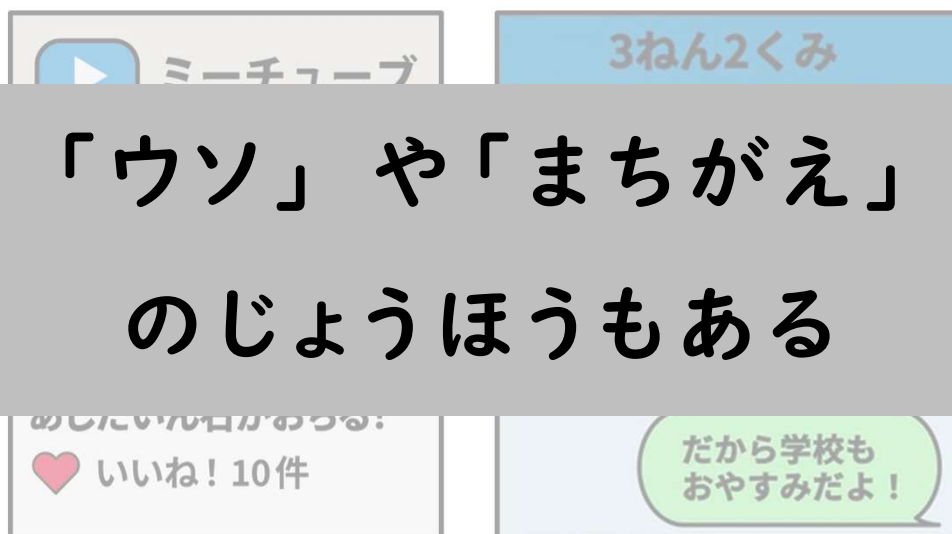 ミーチューブ
3ねん2くみ
「ウソ」や「まちがえ」
のじょうほうもある
いいね！10件
だから学校も
おやすみだよ！